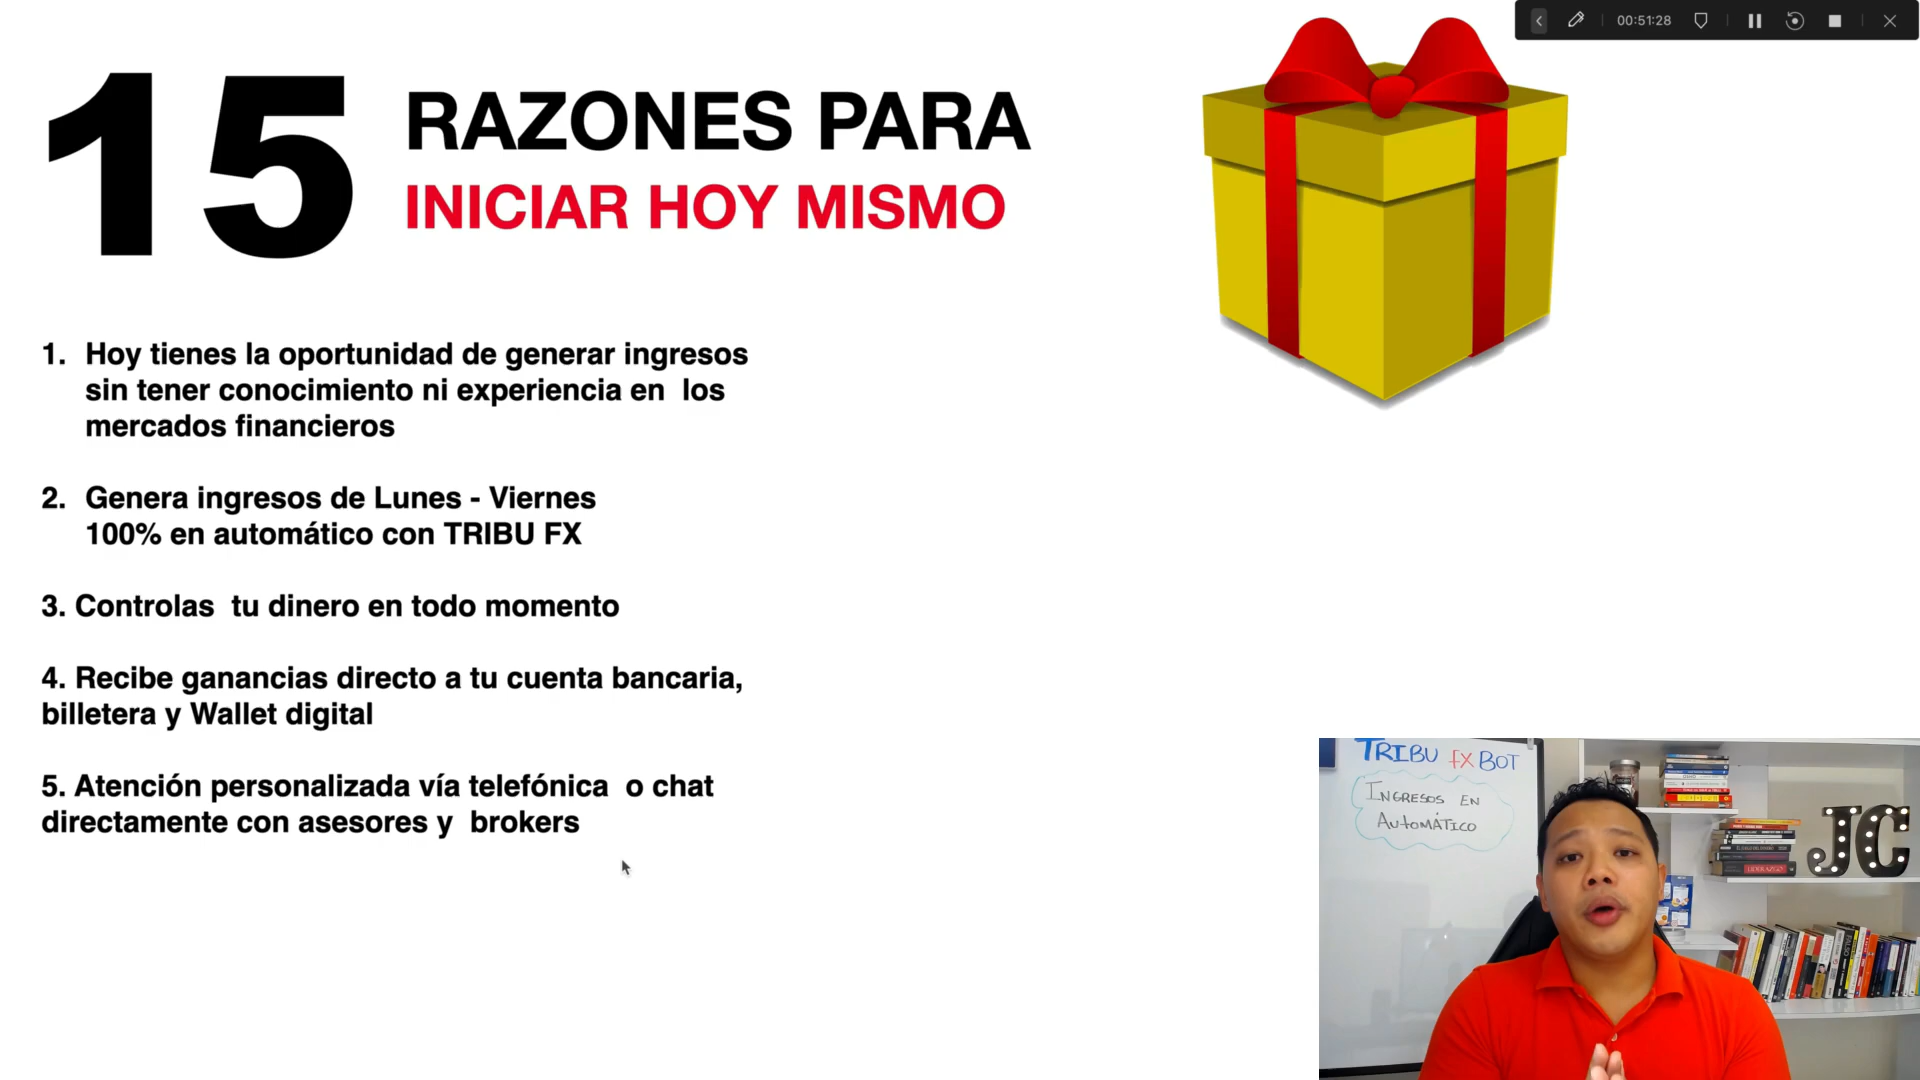 00:51:28
15
RAZONES PARA
INICIAR HOY MISMO
1. Hoy tienes la oportunidad de generar ingresos
sin tener conocimiento ni experiencia en los
mercados financieros
2. Genera ingresos de Lunes - Viernes
100% en automático con TRIBU FX
3. Controlas tu dinero en todo momento
4. Recibe ganancias directo a tu cuenta bancaria,
billetera y Wallet digital
5. Atención personalizada vía telefónica o chat
directamente con asesores y brokers
TRIBU FX BOT
INGRESOS EN
AUTOMÁTICO
JC
LIDERAZGO